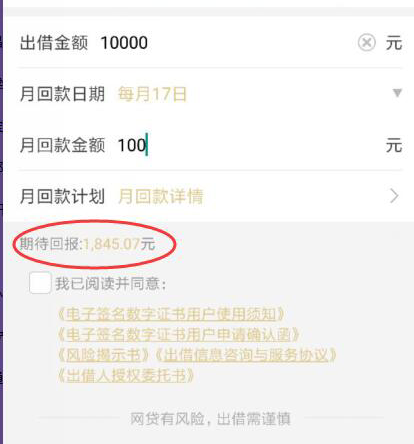 出借金额 10000 元
月回款日期 每月17日
月回款金额 100 元
月回款计划 月回款详情
期待回报:1,845.07元
我已阅读并同意:
《电子签名数字证书用户使用须知》
《电子签名数字证书用户申请确认函》
《风险揭示书》《出借信息咨询与服务协议》
《出借人授权委托书》
网贷有风险，出借需谨慎